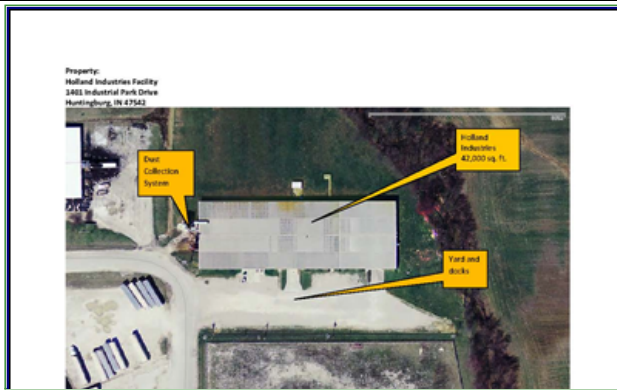 Property:
Holland Industries Facility
1401 Industrial Park Drive
Huntingburg, IN 47542
Dust
Collection
System
Holland
Industries
42,000 sq. ft.
Yard and
docks